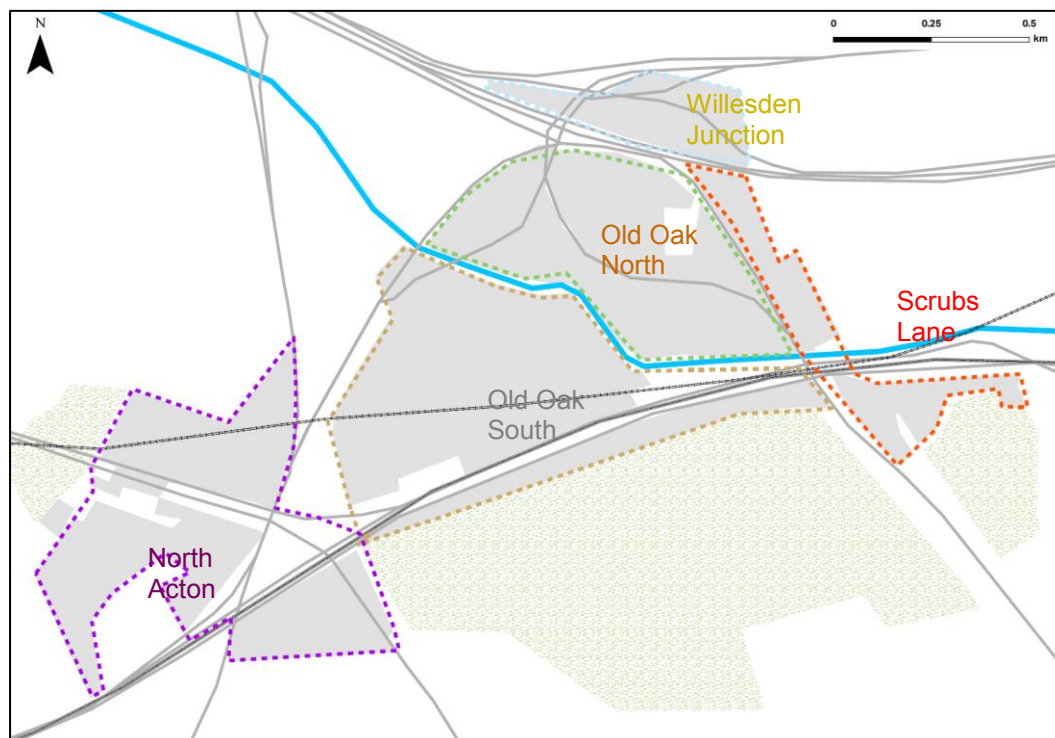 N
0 0.25 0.5
km
Willesden
Junction
Old Oak
North
Scrubs
Lane
Old Oak
South
North
Acton